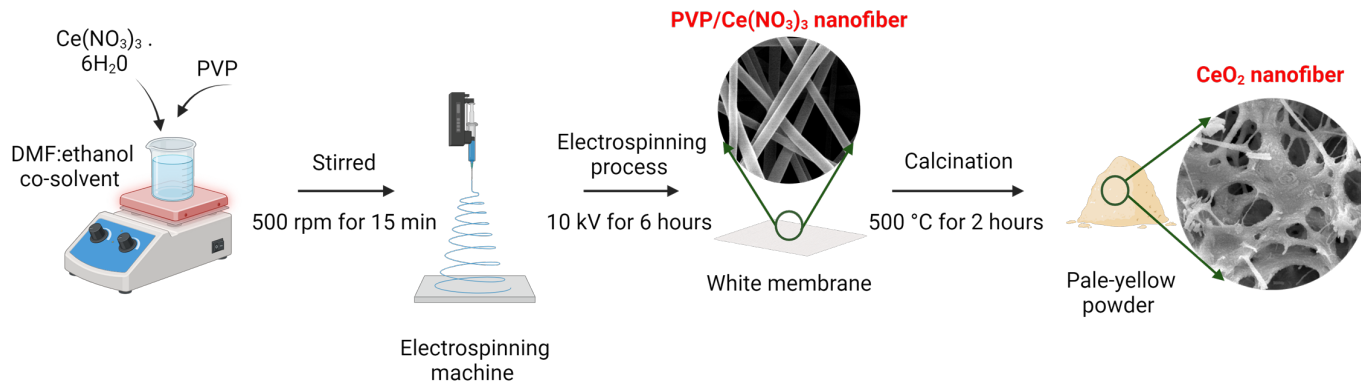 Ce(NO₃)₃ .
6H₂0
PVP
DMF:ethanol
co-solvent
Stirred
500 rpm for 15 min
Electrospinning
machine
Electrospinning
process
10 kV for 6 hours
PVP/Ce(NO₃)₃ nanofiber
White membrane
Calcination
500 °C for 2 hours
Pale-yellow
powder
CeO₂ nanofiber